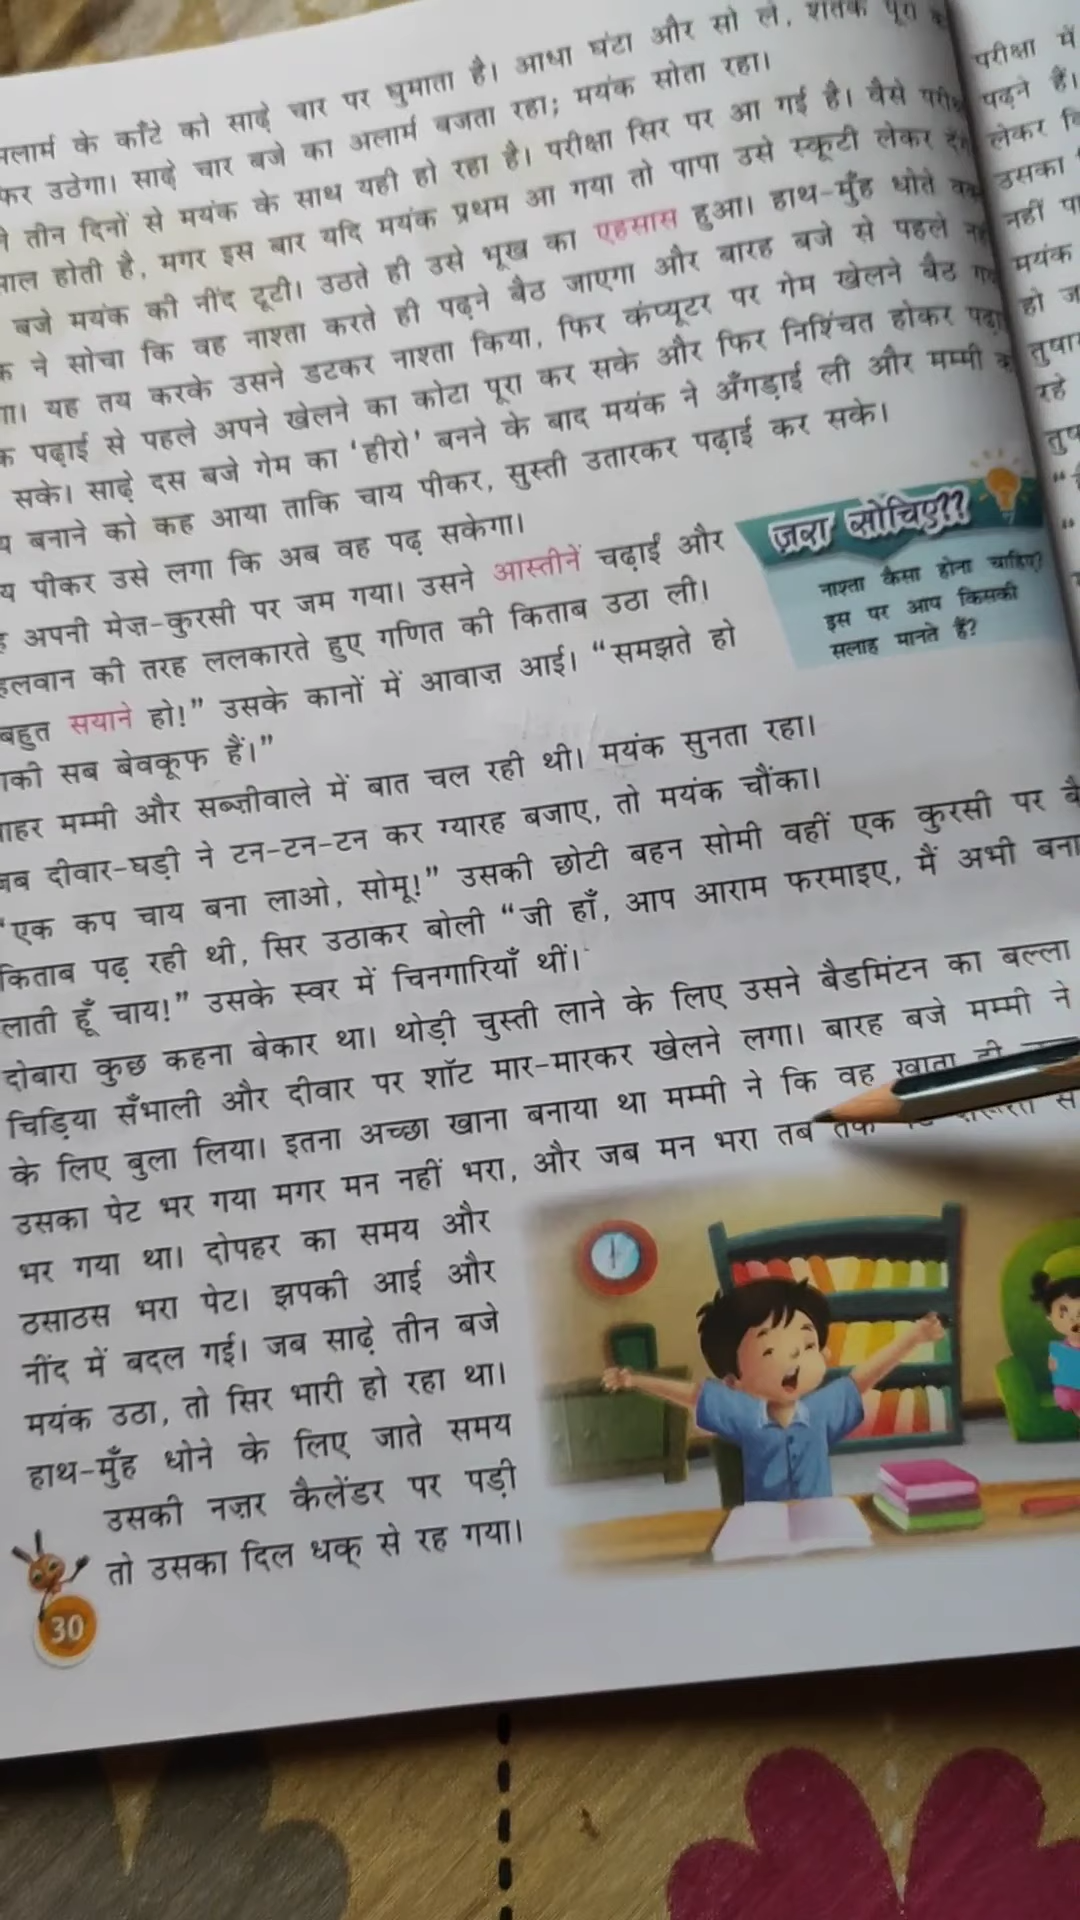 के काँटे को साढ़े चार पर घुमाता है। आधा घंटा और सो ले,
उठेगा। साढ़े चार बजे का अलार्म बजता रहा; मयंक सोता रहा।
तीन दिनों से मयंक के साथ यही हो रहा है। परीक्षा सिर पर आ गई है। वैसे
होती है, मगर इस बार यदि मयंक प्रथम आ गया तो पापा उसे स्कूटी लेकर
बजे मयंक की नींद टूटी। उठते ही उसे भूख का एहसास हुआ। हाथ-मुँह धोते
ने सोचा कि वह नाश्ता करते ही पढ़ने बैठ जाएगा और बारह बजे से पहले
यह तय करके उसने डटकर नाश्ता किया, फिर कंप्यूटर पर गेम खेलने बैठ
पढ़ाई से पहले अपने खेलने का कोटा पूरा कर सके और फिर निश्चिंत होकर
सके। साढ़े दस बजे गेम का 'हीरो' बनने के बाद मयंक ने अँगड़ाई ली और मम्मी
बनाने को कह आया ताकि चाय पीकर, सुस्ती उतारकर पढ़ाई कर सके।
पीकर उसे लगा कि अब वह पढ़ सकेगा।
अपनी मेज़-कुरसी पर जम गया। उसने आस्तीनें चढ़ाईं और
की तरह ललकारते हुए गणित की किताब उठा ली।
बहुत सयाने हो!” उसके कानों में आवाज़ आई। “समझते हो
सब बेवकूफ हैं।”
ज़रा सोचिए??
नाश्ता कैसा होना चाहिए?
इस पर आप किसकी
सलाह मानते हैं?
मम्मी और सब्ज़ीवाले में बात चल रही थी। मयंक सुनता रहा।
दीवार-घड़ी ने टन-टन-टन कर ग्यारह बजाए, तो मयंक चौंका।
“एक कप चाय बना लाओ, सोमू!” उसकी छोटी बहन सोमी वहीं एक कुरसी पर
किताब पढ़ रही थी, सिर उठाकर बोली “जी हाँ, आप आराम फरमाइए, मैं अभी बना
लाती हूँ चाय!” उसके स्वर में चिनगारियाँ थीं।
दोबारा कुछ कहना बेकार था। थोड़ी चुस्ती लाने के लिए उसने बैडमिंटन का बल्ला
चिड़िया सँभाली और दीवार पर शॉट मार-मारकर खेलने लगा। बारह बजे मम्मी ने
के लिए बुला लिया। इतना अच्छा खाना बनाया था मम्मी ने कि वह खाता ही
उसका पेट भर गया मगर मन नहीं भरा, और जब मन भरा तब तक
भर गया था। दोपहर का समय और
ठसाठस भरा पेट। झपकी आई और
नींद में बदल गई। जब साढ़े तीन बजे
मयंक उठा, तो सिर भारी हो रहा था।
हाथ-मुँह धोने के लिए जाते समय
उसकी नज़र कैलेंडर पर पड़ी
तो उसका दिल धक् से रह गया।
30
परीक्षा में
पढ़ने हैं।
लेकर
उसका
नहीं
मयंक
हो
रहे